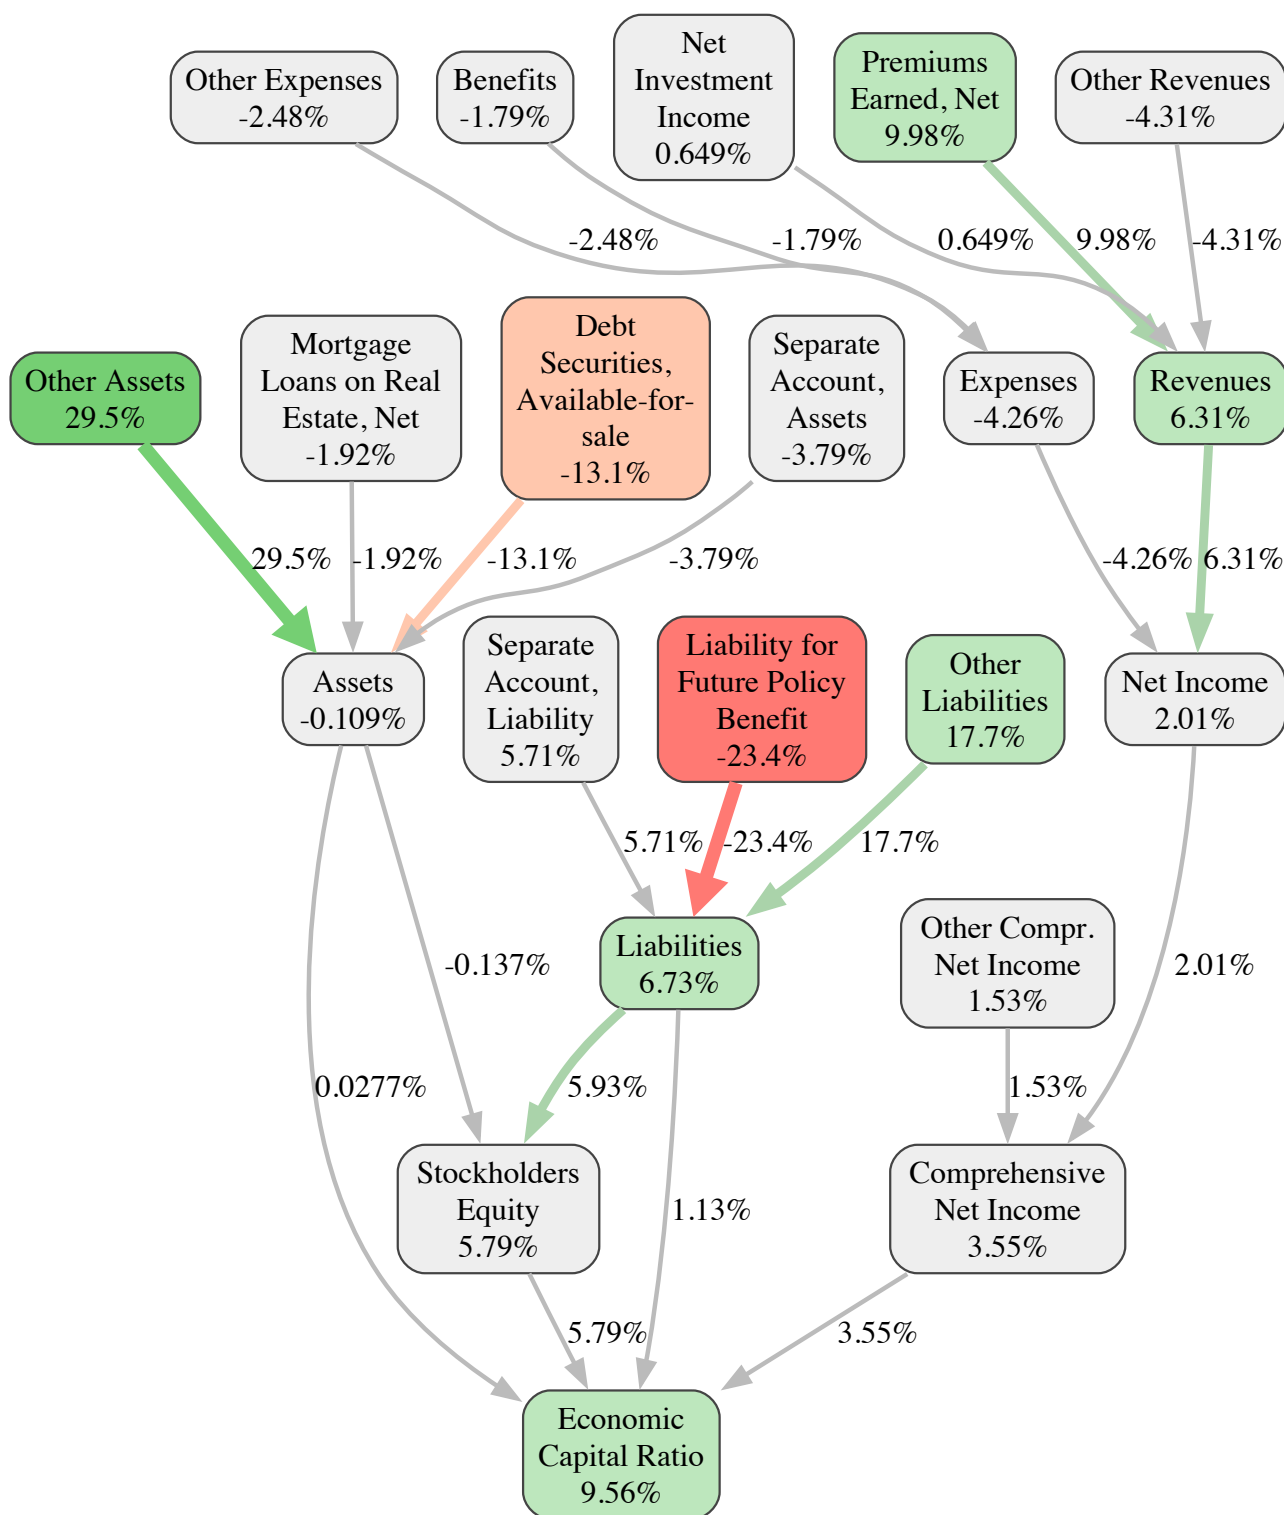 Other Expenses
-2.48%
Benefits
-1.79%
Net
Investment
Income
0.649%
Premiums
Earned, Net
9.98%
Other Revenues
-4.31%
-2.48%
-1.79%
0.649%
9.98%
-4.31%
Other Assets
29.5%
Mortgage
Loans on Real
Estate, Net
-1.92%
Debt
Securities,
Available-for-
sale
-13.1%
Separate
Account,
Assets
-3.79%
Expenses
-4.26%
Revenues
6.31%
29.5%
-1.92%
-13.1%
-3.79%
-4.26%
6.31%
Assets
-0.109%
Separate
Account,
Liability
5.71%
Liability for
Future Policy
Benefit
-23.4%
Other
Liabilities
17.7%
Net Income
2.01%
5.71%
-23.4%
17.7%
-0.137%
Liabilities
6.73%
Other Compr.
Net Income
1.53%
2.01%
0.0277%
5.93%
1.53%
Stockholders
Equity
5.79%
1.13%
Comprehensive
Net Income
3.55%
5.79%
3.55%
Economic
Capital Ratio
9.56%